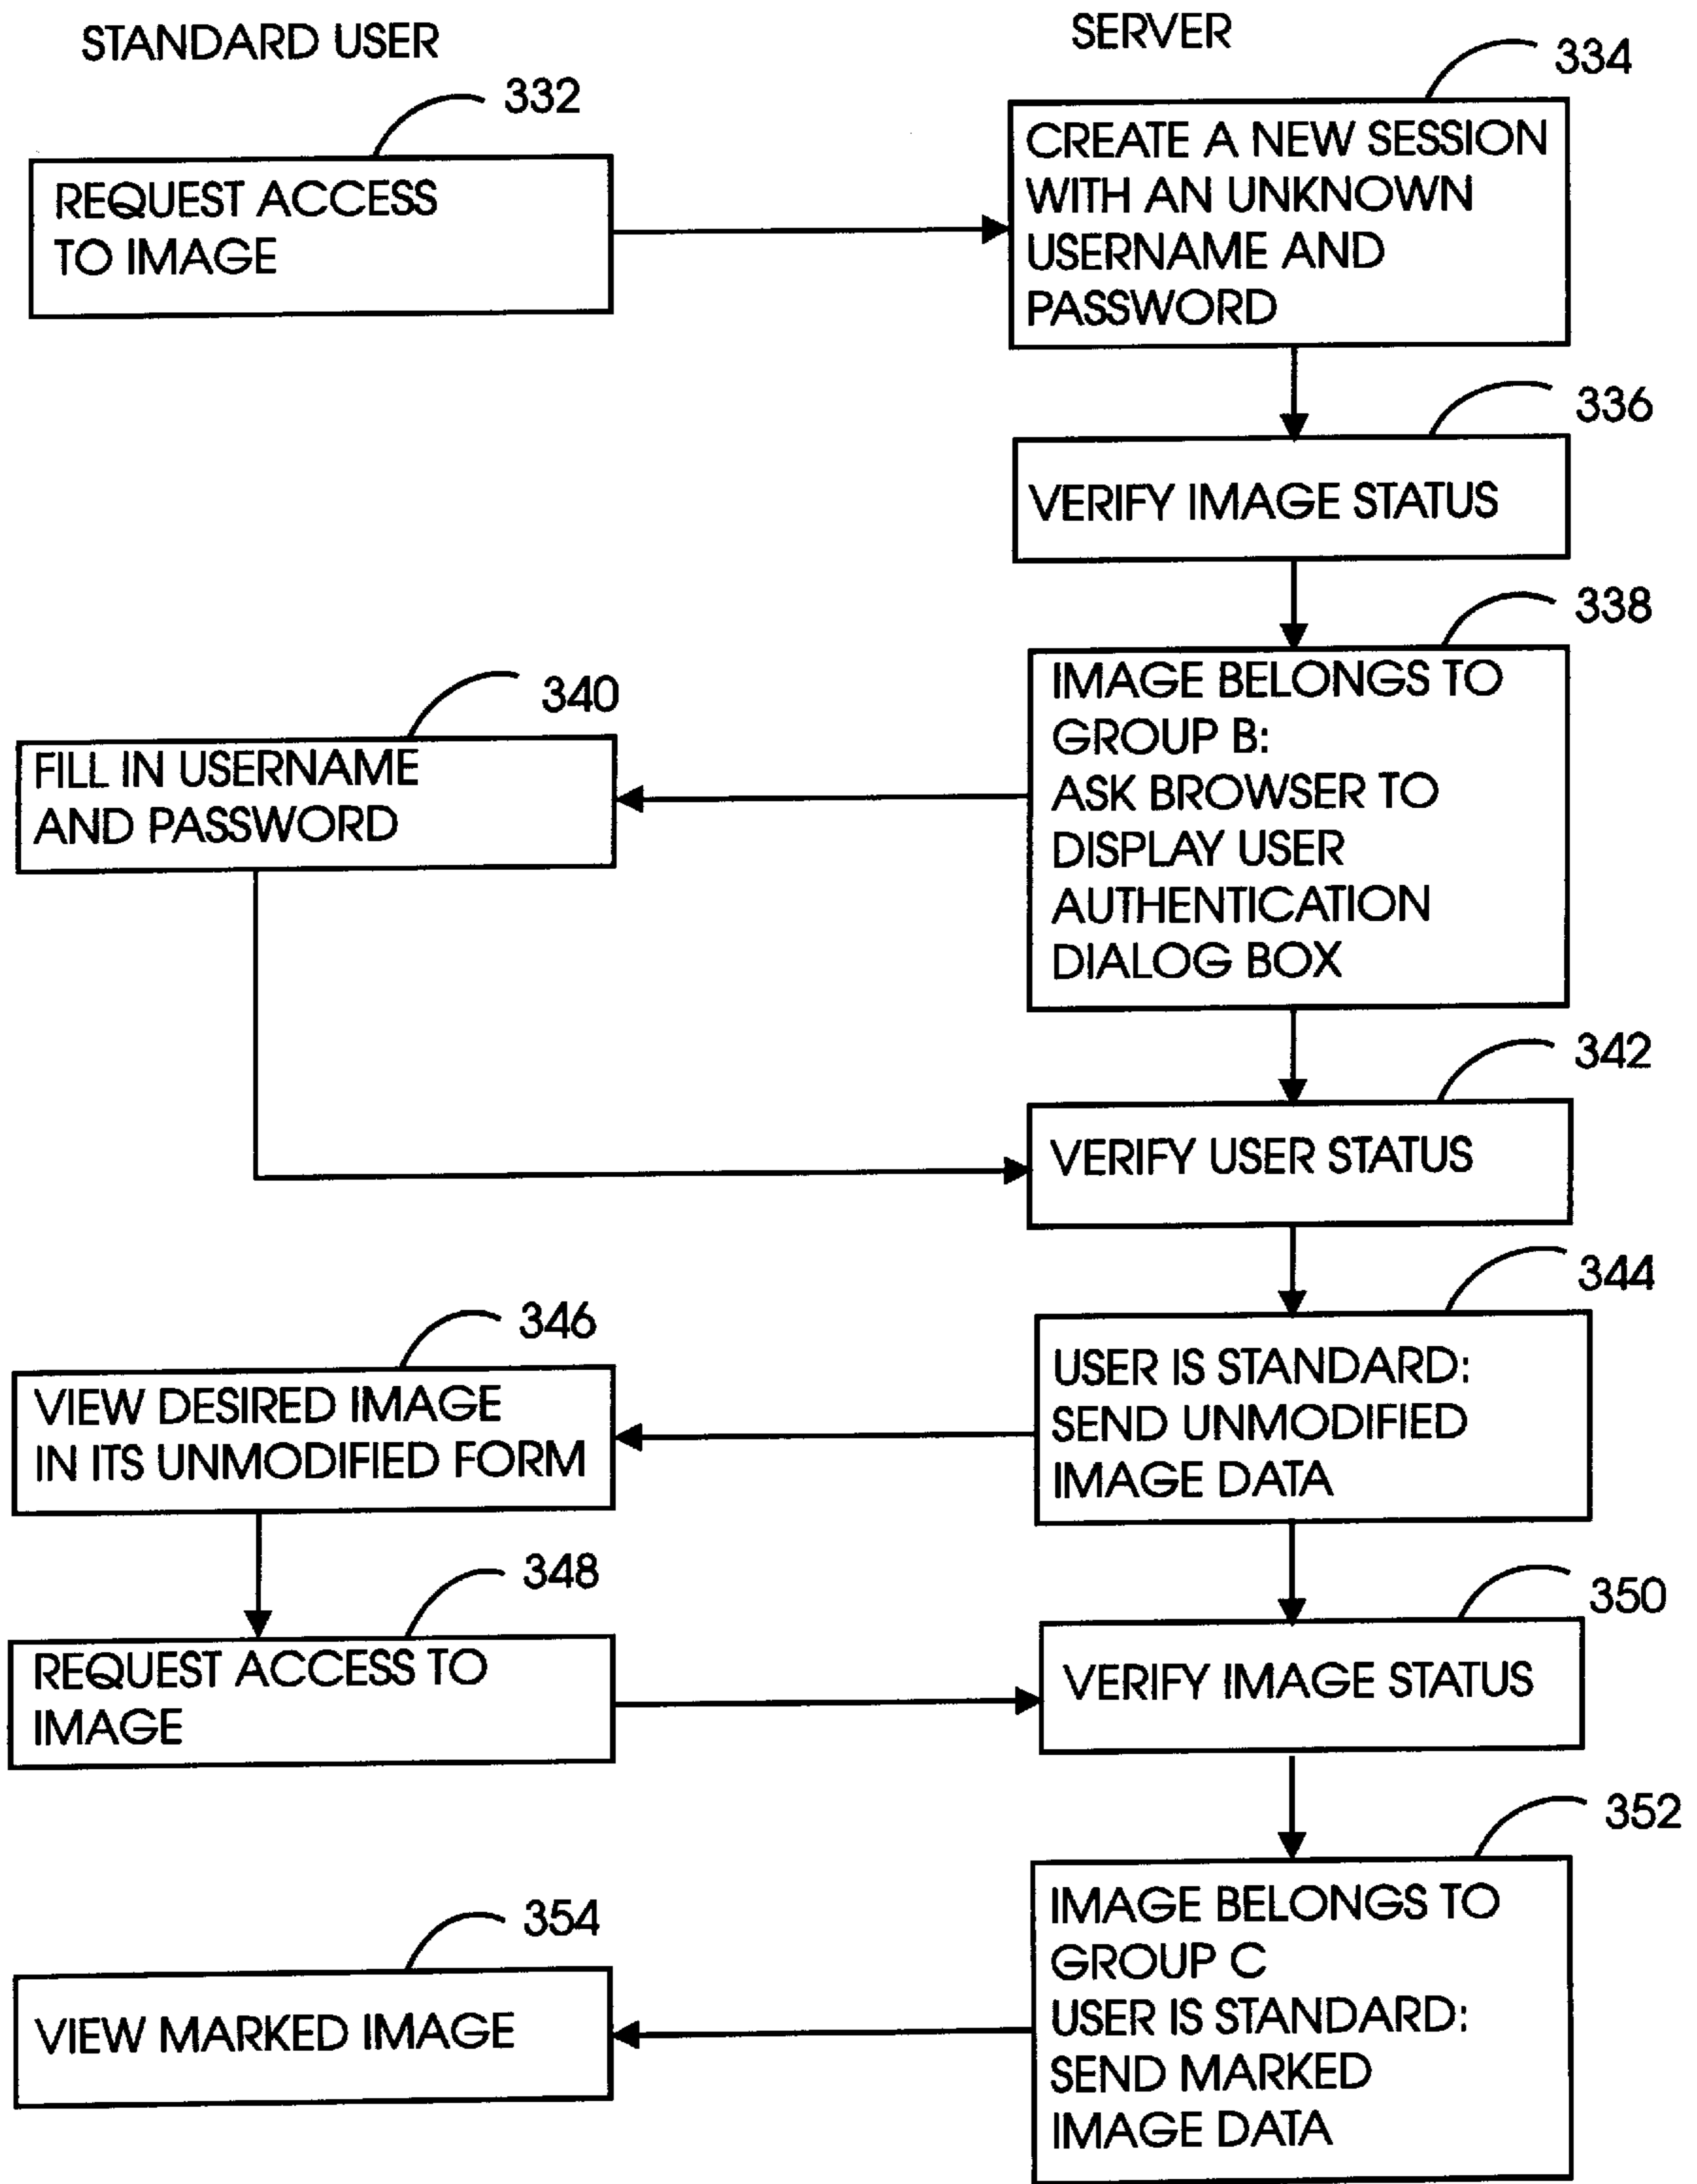 STANDARD USER
SERVER
332
REQUEST ACCESS
TO IMAGE
334
CREATE A NEW SESSION
WITH AN UNKNOWN
USERNAME AND
PASSWORD
336
VERIFY IMAGE STATUS
338
IMAGE BELONGS TO
GROUP B:
ASK BROWSER TO
DISPLAY USER
AUTHENTICATION
DIALOG BOX
340
FILL IN USERNAME
AND PASSWORD
342
VERIFY USER STATUS
344
USER IS STANDARD:
SEND UNMODIFIED
IMAGE DATA
346
VIEW DESIRED IMAGE
IN ITS UNMODIFIED FORM
348
REQUEST ACCESS TO
IMAGE
350
VERIFY IMAGE STATUS
352
IMAGE BELONGS TO
GROUP C
USER IS STANDARD:
SEND MARKED
IMAGE DATA
354
VIEW MARKED IMAGE